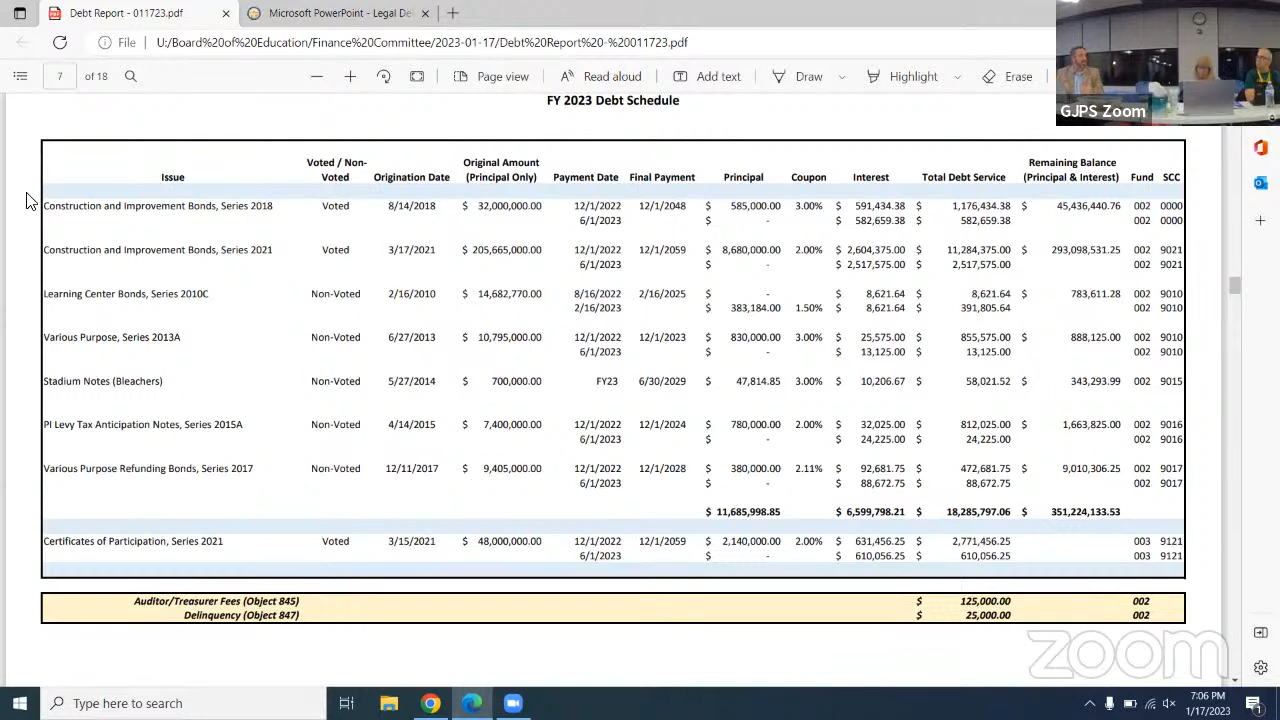 Debt Report - 011723.pdf
Microsoft PowerPoint - Legal De
File U:/Board%20of%20Education/Finance%20Committee/2023-01-17/Debt%20Report%20-%20011723.pdf
7 of 18 Page view Read aloud Add text Draw Highlight Erase
GJPS Zoom
FY 2023 Debt Schedule
Voted / Non- Original Amount Remaining Balance
Issue Voted Origination Date (Principal Only) Payment Date Final Payment Principal Coupon Interest Total Debt Service (Principal & Interest) Fund SCC
Construction and Improvement Bonds, Series 2018 Voted 8/14/2018 $ 32,000,000.00 12/1/2022 12/1/2048 $ 585,000.00 3.00% $ 591,434.38 $ 1,176,434.38 $ 45,436,440.76 002 0000
6/1/2023 $ - $ 582,659.38 $ 582,659.38 002 0000
Construction and Improvement Bonds, Series 2021 Voted 3/17/2021 $ 205,665,000.00 12/1/2022 12/1/2059 $ 8,680,000.00 2.00% $ 2,604,375.00 $ 11,284,375.00 $ 293,098,531.25 002 9021
6/1/2023 $ - $ 2,517,575.00 $ 2,517,575.00 002 9021
Learning Center Bonds, Series 2010C Non-Voted 2/16/2010 $ 14,682,770.00 8/16/2022 2/16/2025 $ - $ 8,621.64 $ 8,621.64 $ 783,611.28 002 9010
2/16/2023 $ 383,184.00 1.50% $ 8,621.64 $ 391,805.64 002 9010
Various Purpose, Series 2013A Non-Voted 6/27/2013 $ 10,795,000.00 12/1/2022 12/1/2023 $ 830,000.00 3.00% $ 25,575.00 $ 855,575.00 $ 888,125.00 002 9010
6/1/2023 $ - $ 13,125.00 $ 13,125.00 002 9010
Stadium Notes (Bleachers) Non-Voted 5/27/2014 $ 700,000.00 FY23 6/30/2029 $ 47,814.85 3.00% $ 10,206.67 $ 58,021.52 $ 343,293.99 002 9015
PI Levy Tax Anticipation Notes, Series 2015A Non-Voted 4/14/2015 $ 7,400,000.00 12/1/2022 12/1/2024 $ 780,000.00 2.00% $ 32,025.00 $ 812,025.00 $ 1,663,825.00 002 9016
6/1/2023 $ - $ 24,225.00 $ 24,225.00 002 9016
Various Purpose Refunding Bonds, Series 2017 Non-Voted 12/11/2017 $ 9,405,000.00 12/1/2022 12/1/2028 $ 380,000.00 2.11% $ 92,681.75 $ 472,681.75 $ 9,010,306.25 002 9017
6/1/2023 $ - $ 88,672.75 $ 88,672.75 002 9017
$ 11,685,998.85 $ 6,599,798.21 $ 18,285,797.06 $ 351,224,133.53
Certificates of Participation, Series 2021 Voted 3/15/2021 $ 48,000,000.00 12/1/2022 12/1/2059 $ 2,140,000.00 2.00% $ 631,456.25 $ 2,771,456.25 003 9121
6/1/2023 $ - $ 610,056.25 $ 610,056.25 003 9121
Auditor/Treasurer Fees (Object 845) $ 125,000.00 002
Delinquency (Object 847) $ 25,000.00 002
zoom
Type here to search
7:06 PM
1/17/2023
1